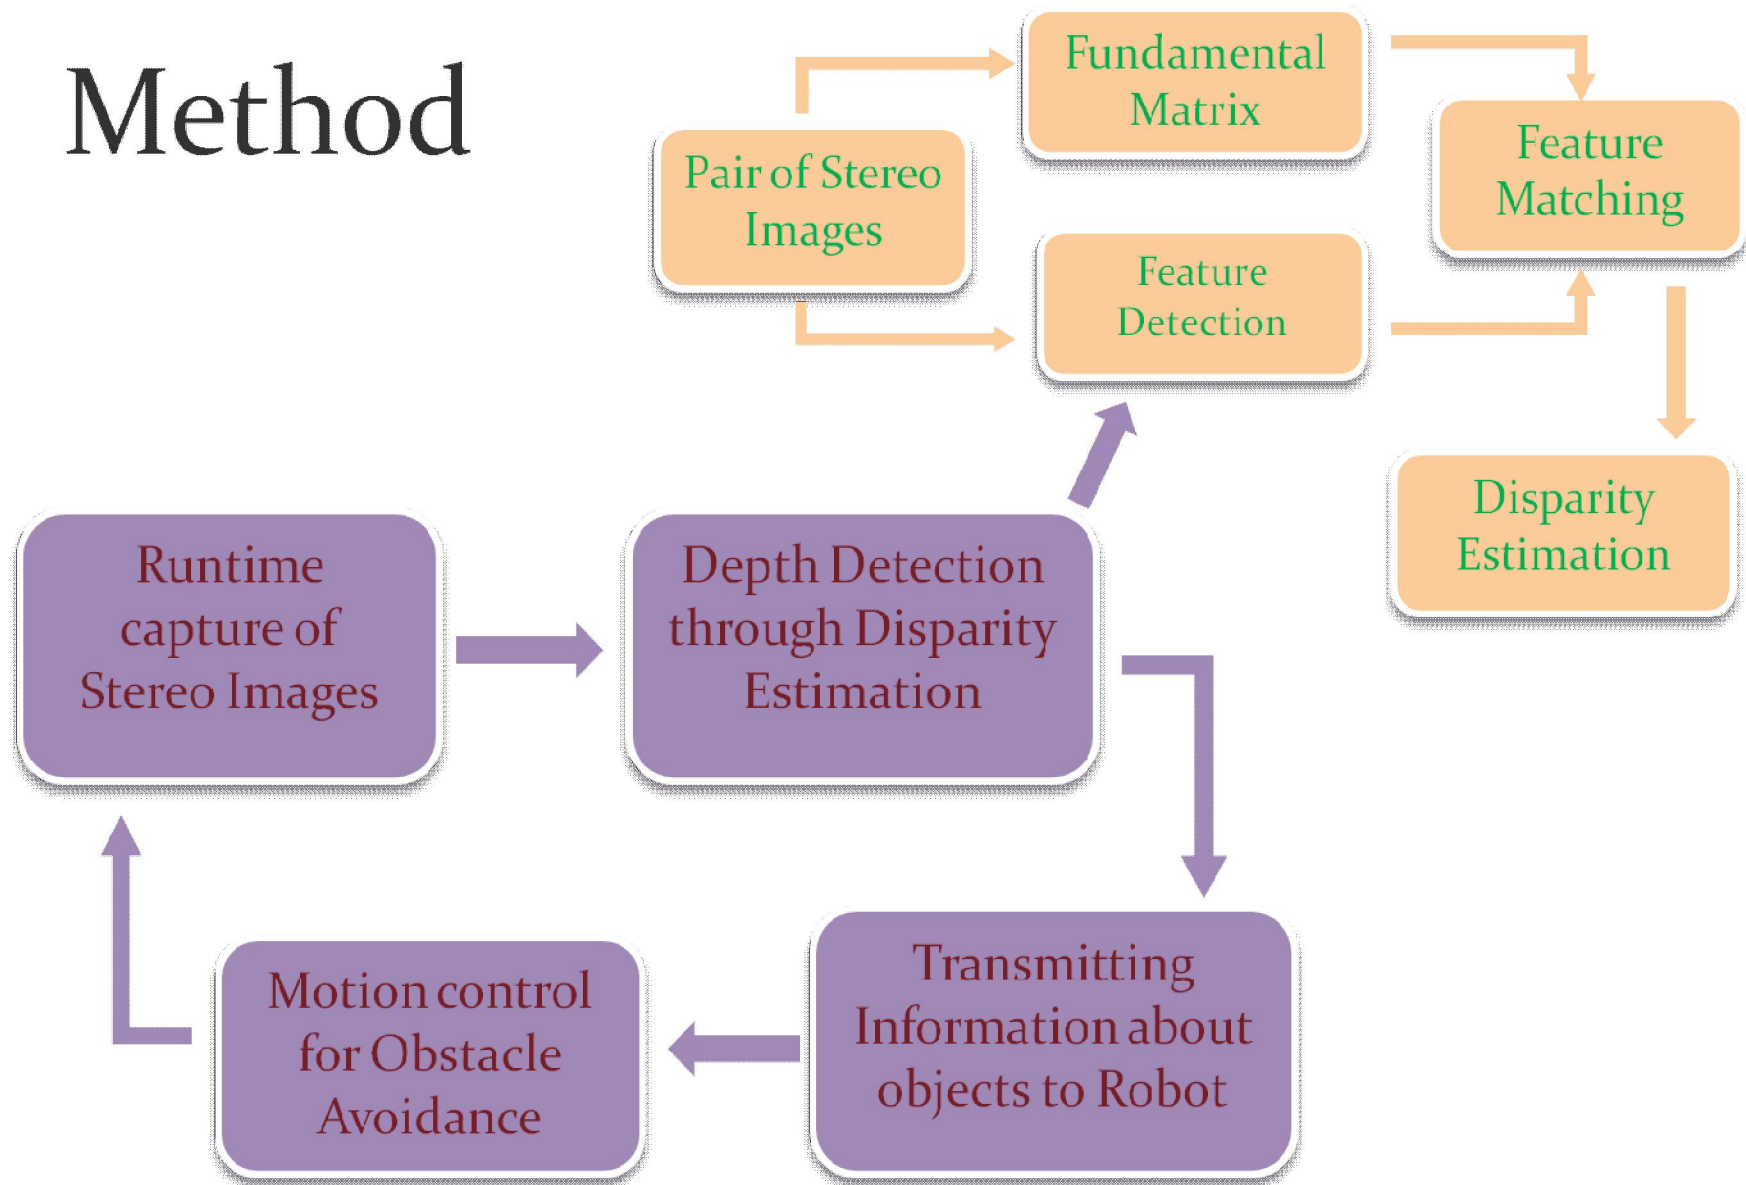 Method
Fundamental
Matrix
Pair of Stereo
Images
Feature
Matching
Feature
Detection
Disparity
Estimation
Runtime
capture of
Stereo Images
Depth Detection
through Disparity
Estimation
Transmitting
Information about
objects to Robot
Motion control
for Obstacle
Avoidance